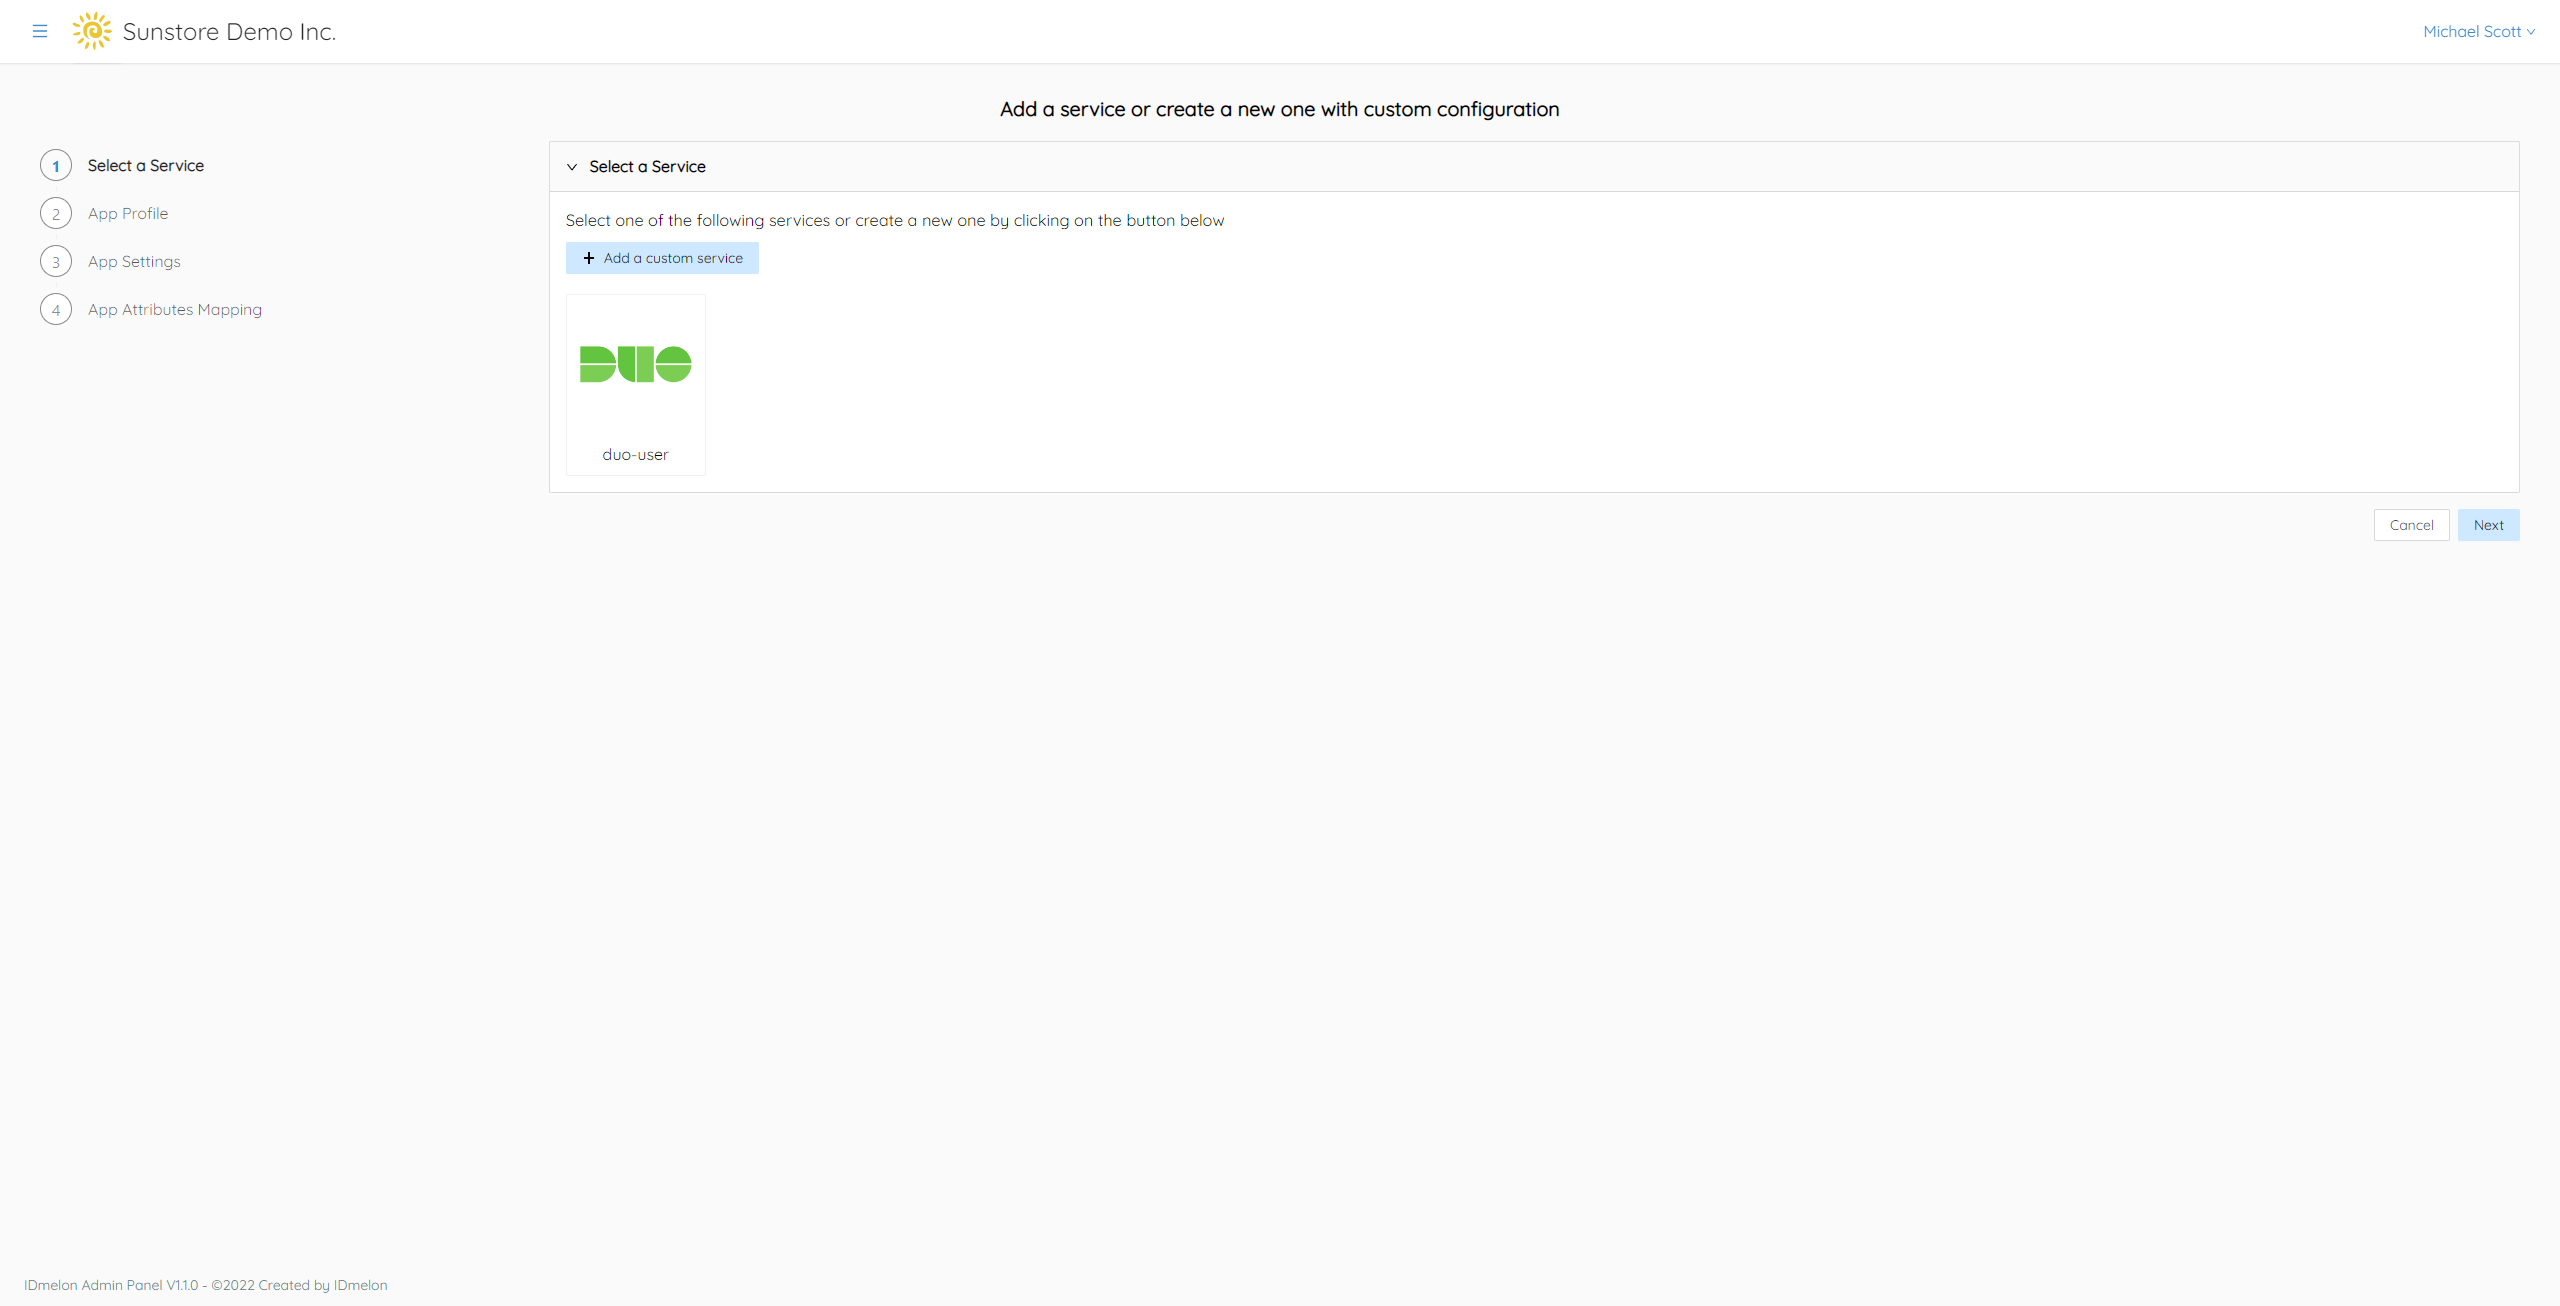 Sunstore Demo Inc.
Michael Scott
Add a service or create a new one with custom configuration
1 Select a Service
2 App Profile
3 App Settings
4 App Attributes Mapping
Select a Service
Select one of the following services or create a new one by clicking on the button below
+ Add a custom service
DUO
duo-user
Cancel
Next
IDmelon Admin Panel V1.1.0 - ©2022 Created by IDmelon